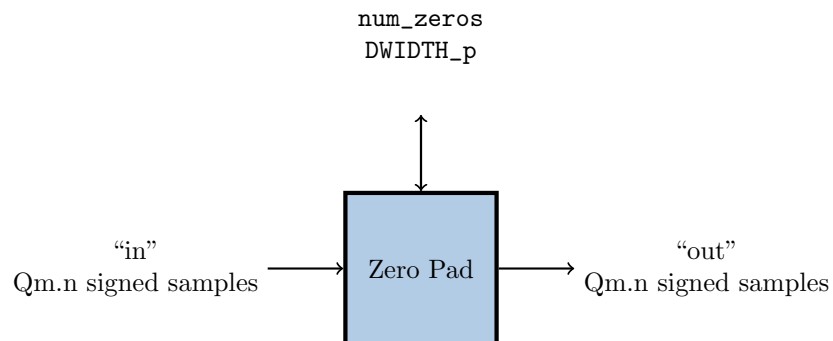 num_zeros
DWIDTH_p
“in”
Qm.n signed samples
Zero Pad
“out”
Qm.n signed samples